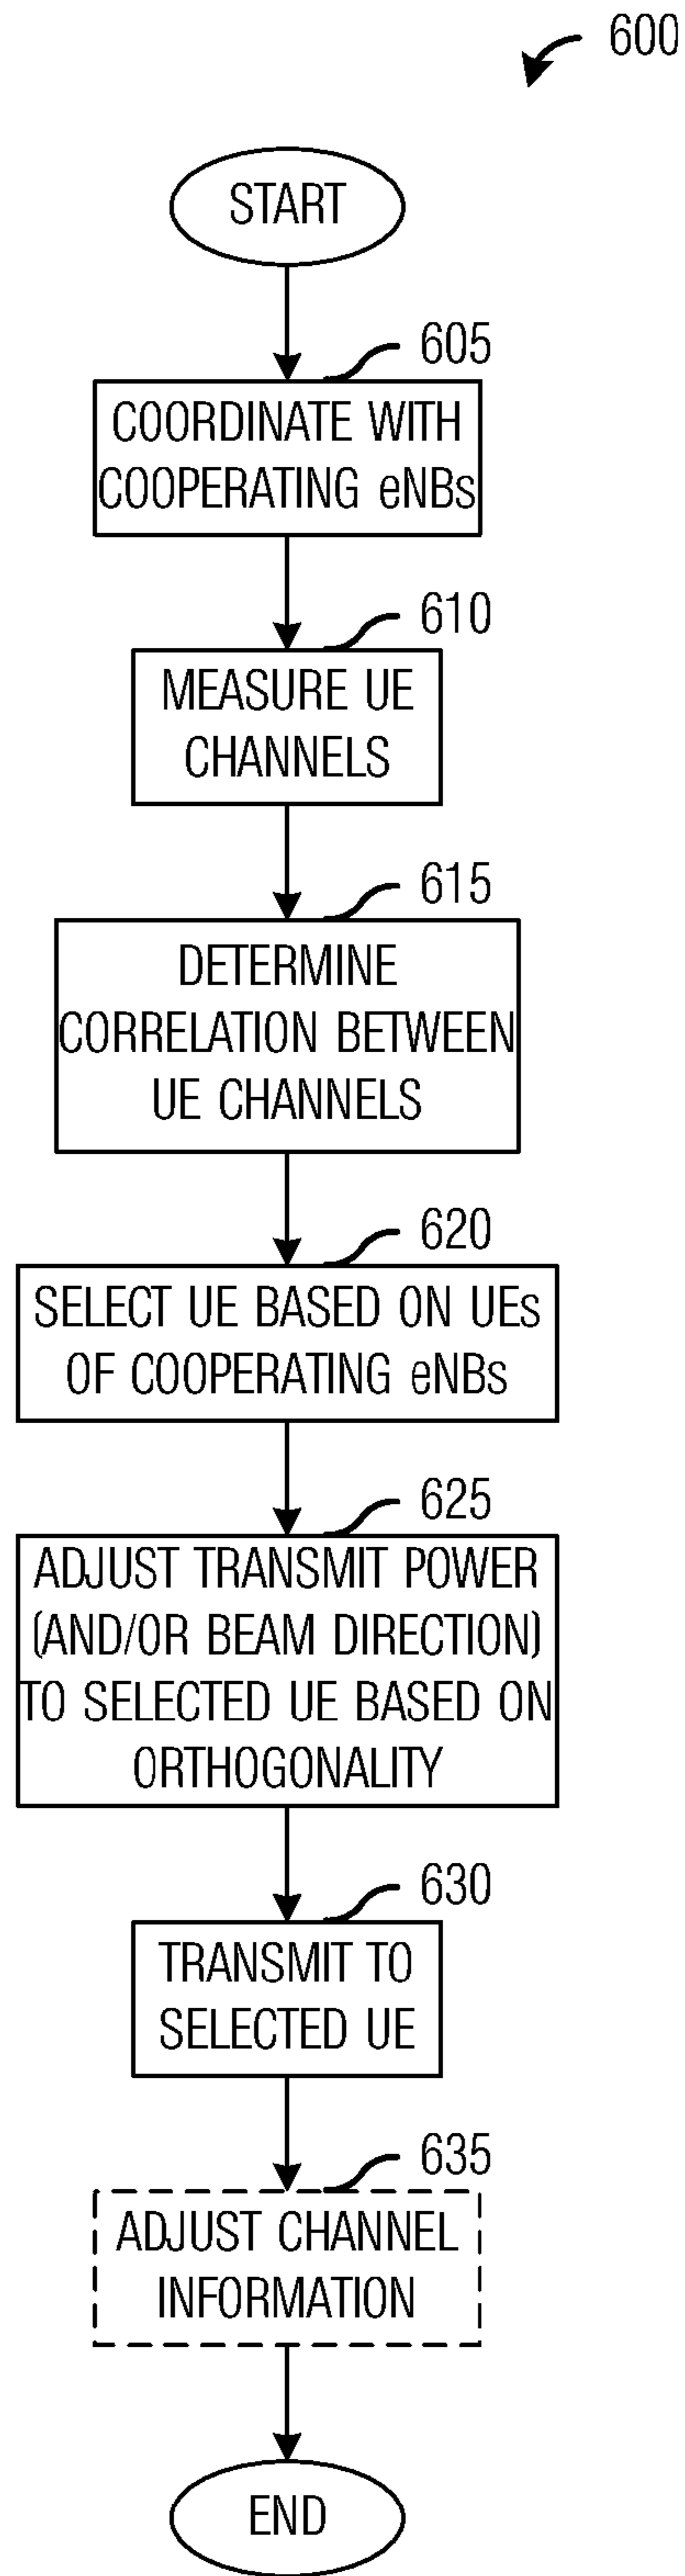 600
START
605
COORDINATE WITH
COOPERATING eNBs
610
MEASURE UE
CHANNELS
615
DETERMINE
CORRELATION BETWEEN
UE CHANNELS
620
SELECT UE BASED ON UEs
OF COOPERATING eNBs
625
ADJUST TRANSMIT POWER
(AND/OR BEAM DIRECTION)
TO SELECTED UE BASED ON
ORTHOGONALITY
630
TRANSMIT TO
SELECTED UE
635
ADJUST CHANNEL
INFORMATION
END